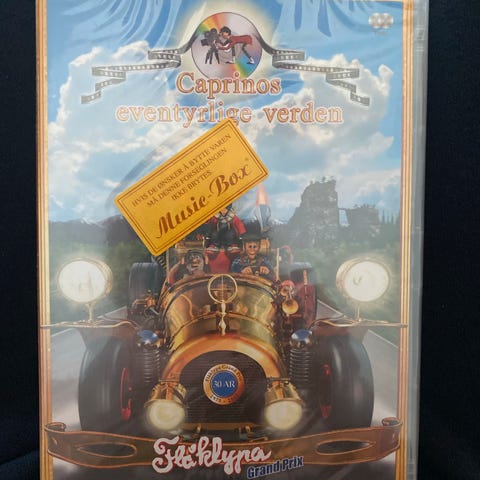 Caprinos
eventyrlige verden
HVIS DE ØNSKER Å BYTTE VAREN
MÅ DENNE FORSEGLINGEN
IKKE BRYTES
Music-Box
30 ÅR
Flåklypa
Grand Prix